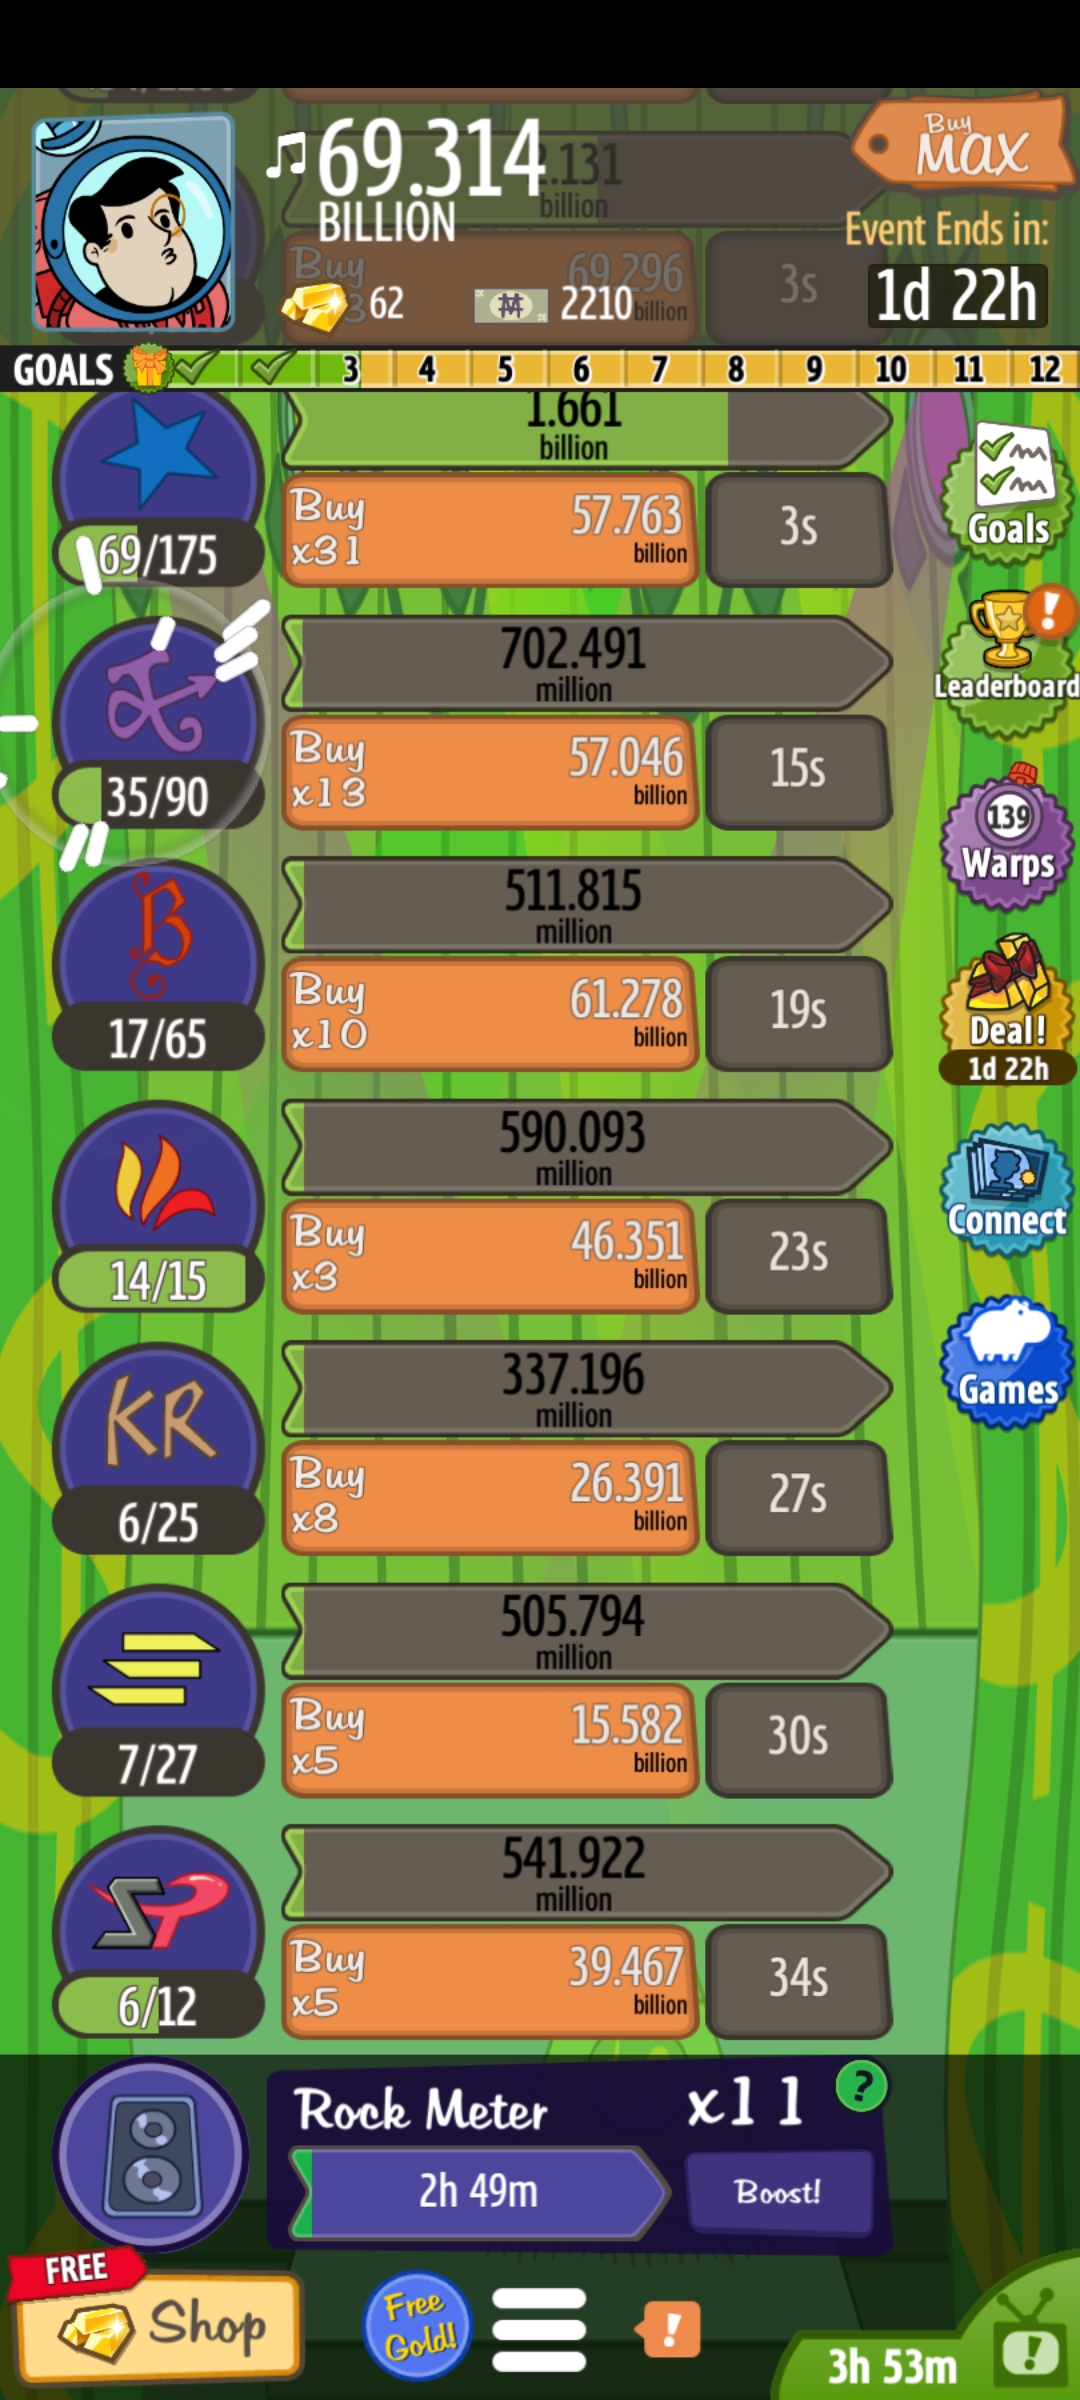 69.314
BILLION
Buy
MAX
.131
billion
Event Ends in:
1d 22h
Buy
69.296
billion
3s
62
2210
GOALS 3 4 5 6 7 8 9 10 11 12
1.661
billion
Buy
x31
57.763
billion
3s
69/175
Goals
702.491
million
Buy
x13
57.046
billion
15s
35/90
Leaderboard
511.815
million
Buy
x10
61.278
billion
19s
B
17/65
139
Warps
Deal!
1d 22h
590.093
million
Buy
x3
46.351
billion
23s
14/15
Connect
337.196
million
Buy
x8
26.391
billion
27s
KR
6/25
Games
505.794
million
Buy
x5
15.582
billion
30s
7/27
541.922
million
Buy
x5
39.467
billion
34s
SP
6/12
Rock Meter
x11
?
2h 49m
Boost!
FREE
Shop
Free
Gold!
!
3h 53m
!